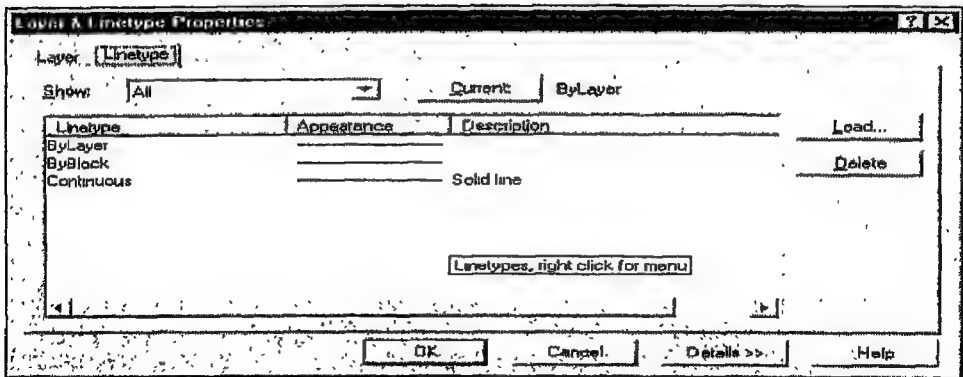 Layer & Linetype Properties
Layer Linetype
Show: All Current ByLayer
Linetype Appearance Description
Load...
ByLayer
ByBlock
Delete
Continuous Solid line
Linetypes, right click for menu
OK Cancel Details >> Help